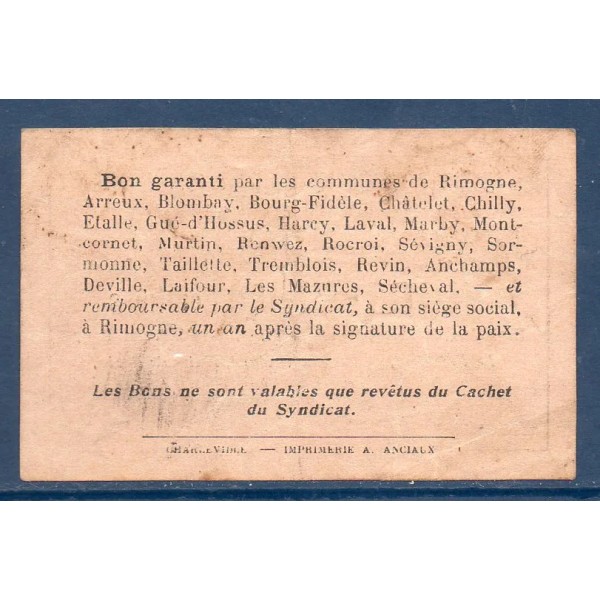 Bon garanti par les communes de Rimogne,
Arreux, Blombay, Bourg-Fidèle, Châtelet, Chilly,
Etalle, Gué-d'Hossus, Harcy, Laval, Marby, Mont-
cornet, Murtin, Renwez, Rocroi, Sévigny, Sor-
monne, Taillette, Tremblois, Revin, Anchamps,
Deville, Laifour, Les Mazures, Sécheval, — et
remboursable par le Syndicat, à son siège social,
à Rimogne, un an après la signature de la paix.
Les Bons ne sont valables que revêtus du Cachet
du Syndicat.
CHARLEVILLE — IMPRIMERIE A. ANCIAUX